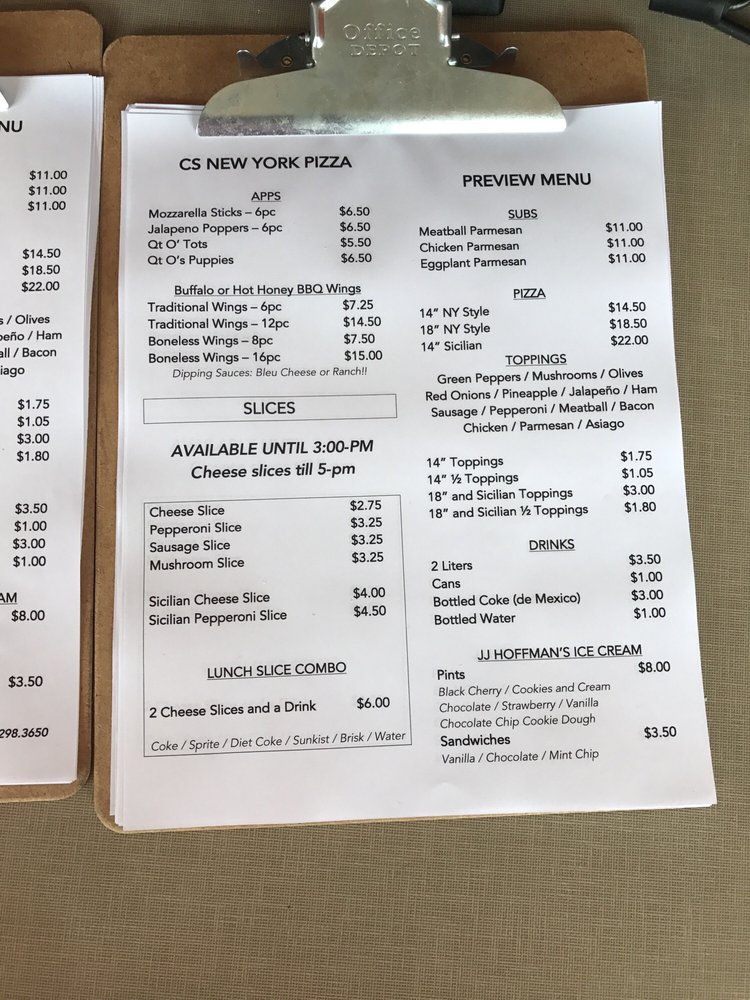 Office
DEPOT
NU
$11.00
$11.00
$11.00
$14.50
$18.50
$22.00
s / Olives
peño / Ham
all / Bacon
iago
$1.75
$1.05
$3.00
$1.80
$3.50
$1.00
$3.00
$1.00
AM
$8.00
$3.50
298.3650
CS NEW YORK PIZZA
APPS
Mozzarella Sticks – 6pc $6.50
Jalapeno Poppers – 6pc $6.50
Qt O' Tots $5.50
Qt O's Puppies $6.50
Buffalo or Hot Honey BBQ Wings
Traditional Wings – 6pc $7.25
Traditional Wings – 12pc $14.50
Boneless Wings – 8pc $7.50
Boneless Wings – 16pc $15.00
Dipping Sauces: Bleu Cheese or Ranch!!
SLICES
AVAILABLE UNTIL 3:00-PM
Cheese slices till 5-pm
Cheese Slice $2.75
Pepperoni Slice $3.25
Sausage Slice $3.25
Mushroom Slice $3.25
Sicilian Cheese Slice $4.00
Sicilian Pepperoni Slice $4.50
LUNCH SLICE COMBO
2 Cheese Slices and a Drink $6.00
Coke / Sprite / Diet Coke / Sunkist / Brisk / Water
PREVIEW MENU
SUBS
Meatball Parmesan $11.00
Chicken Parmesan $11.00
Eggplant Parmesan $11.00
PIZZA
14" NY Style $14.50
18" NY Style $18.50
14" Sicilian $22.00
TOPPINGS
Green Peppers / Mushrooms / Olives
Red Onions / Pineapple / Jalapeño / Ham
Sausage / Pepperoni / Meatball / Bacon
Chicken / Parmesan / Asiago
14" Toppings $1.75
14" ½ Toppings $1.05
18" and Sicilian Toppings $3.00
18" and Sicilian ½ Toppings $1.80
DRINKS
2 Liters $3.50
Cans $1.00
Bottled Coke (de Mexico) $3.00
Bottled Water $1.00
JJ HOFFMAN'S ICE CREAM
Pints $8.00
Black Cherry / Cookies and Cream
Chocolate / Strawberry / Vanilla
Chocolate Chip Cookie Dough
Sandwiches $3.50
Vanilla / Chocolate / Mint Chip